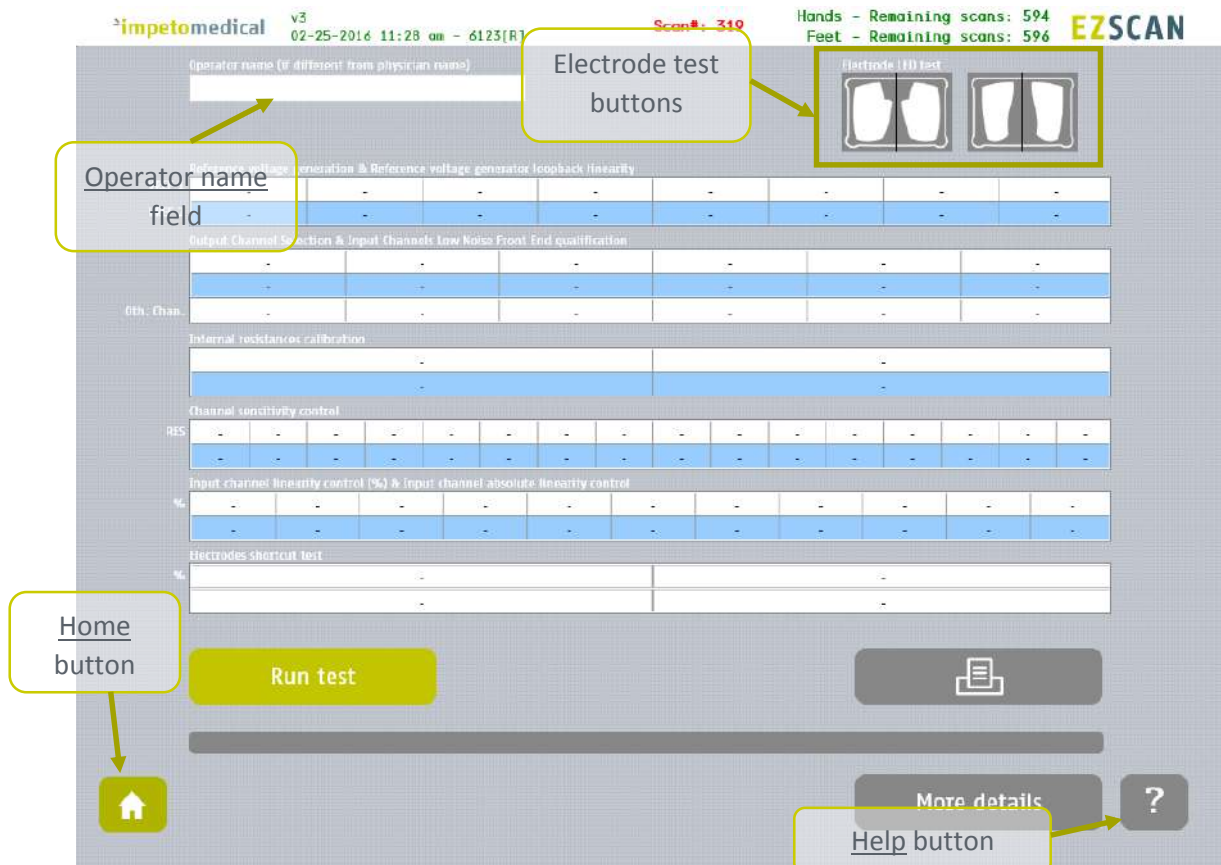 impetomedical
v3
02-25-2016 11:28 am - 6123[R]
Scan#: 319
Hands - Remaining scans: 594
Feet - Remaining scans: 596
EZSCAN
Operator name (if different from physician name)
Electrode test
buttons
Electrode LED test
Operator name
field
Reference voltage generation & Reference voltage generator loopback linearity
- - - - - - - -
- - - - - - - -
Output Channel Selection & Input Channels Low Noise Front End qualification
- - - - - -
- - - - - -
Oth. Chan. - - - - - -
Internal resistances calibration
- -
- -
Channel sensitivity control
RES - - - - - - - - - - - - - - - -
- - - - - - - - - - - - - - - -
Input channel linearity control (%) & Input channel absolute linearity control
% - - - - - - - - - - -
- - - - - - - - - - -
Electrodes shortcut test
% - -
- -
Home
button
Run test
More details
?
Help button